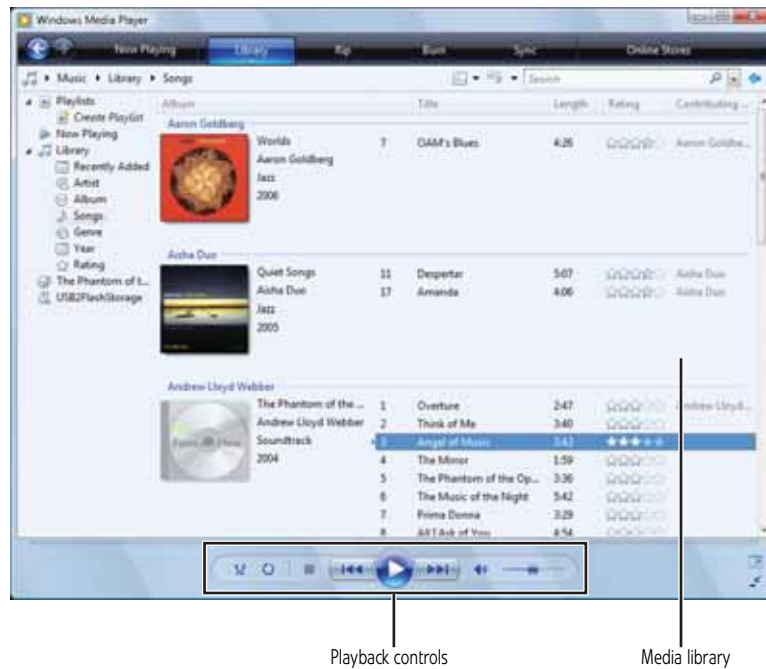 Windows Media Player
Now Playing Library Rip Burn Sync Online Stores
Music Library Songs Search
Playlists
Create Playlist
Now Playing
Library
Recently Added
Artist
Album
Songs
Genre
Year
Rating
The Phantom of t...
USB2FlashStorage
Album Title Length Rating Contributing ...
Aaron Goldberg
Worlds 7 OAM's Blues 4:26 Aaron Goldbe...
Aaron Goldberg
Jazz
2006
Aisha Duo
Quiet Songs 11 Despertar 5:07 Aisha Duo
Aisha Duo 17 Amanda 4:06 Aisha Duo
Jazz
2005
Andrew Lloyd Webber
The Phantom of the ... 1 Overture 2:47 Andrew Lloyd...
Andrew Lloyd Webber 2 Think of Me 3:40
Soundtrack 3 Angel of Music 2:42
2004 4 The Mirror 1:59
5 The Phantom of the Op... 3:36
6 The Music of the Night 5:42
7 Prima Donna 3:29
8 All I Ask of You 4:54
Playback controls
Media library